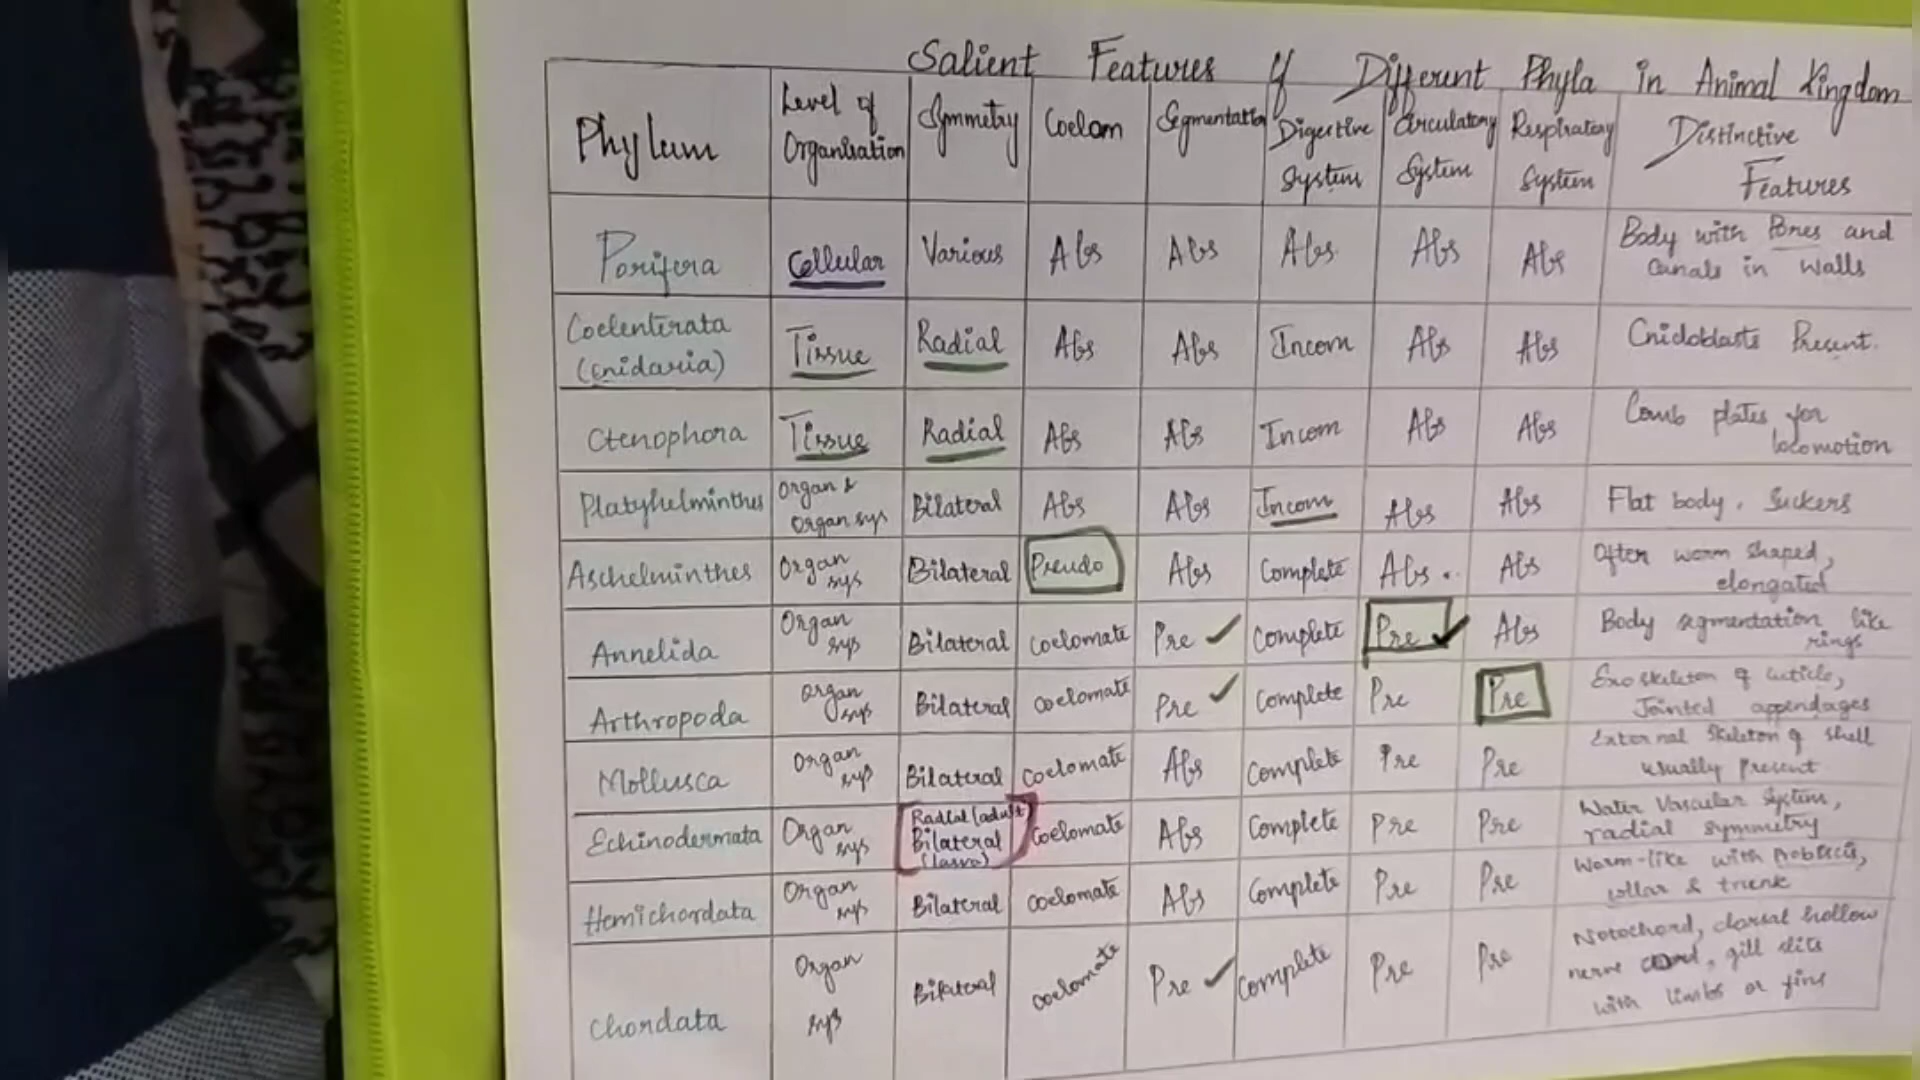 Salient Features of Different Phyla in Animal Kingdom
Phylum
Level of
Organisation
Symmetry
Coelom
Segmentation
Digestive
System
Circulatory
System
Respiratory
System
Distinctive
Features
Porifera
Cellular
Various
Abs
Abs
Abs.
Abs
Abs
Body with Pores and
canals in walls
Coelenterata
(cnidaria)
Tissue
Radial
Abs
Abs
Incom
Abs
Abs
Cnidoblasts Present.
Ctenophora
Tissue
Radial
Abs
Abs
Incom
Abs
Abs
Comb plates for
locomotion
Platyhelminthes
Organ &
Organ sys
Bilateral
Abs
Abs
Incom
Abs
Abs
Flat body, Suckers
Aschelminthes
Organ
sys
Bilateral
Pseudo
Abs
Complete
Abs..
Abs
Often worm shaped,
elongated
Annelida
Organ
sys
Bilateral
Coelomate
Pre ✓
Complete
Pre ✓
Abs
Body segmentation like
rings
Arthropoda
Organ
sys
Bilateral
Coelomate
Pre ✓
Complete
Pre
Pre
Exoskeleton of cuticle,
Jointed appendages
Mollusca
Organ
sys
Bilateral
Coelomate
Abs
Complete
Pre
Pre
External Skeleton of shell
usually Present
Echinodermata
Organ
sys
Radial (adult)
Bilateral
(larva)
Coelomate
Abs
Complete
Pre
Pre
Water Vascular System,
radial symmetry
Hemichordata
Organ
sys
Bilateral
Coelomate
Abs
Complete
Pre
Pre
Worm-like with Proboscis,
collar & trunk
Chordata
Organ
sys
Bilateral
Coelomate
Pre ✓
Complete
Pre
Pre
Notochord, dorsal hollow
nerve cord, gill slits
with limbs or fins